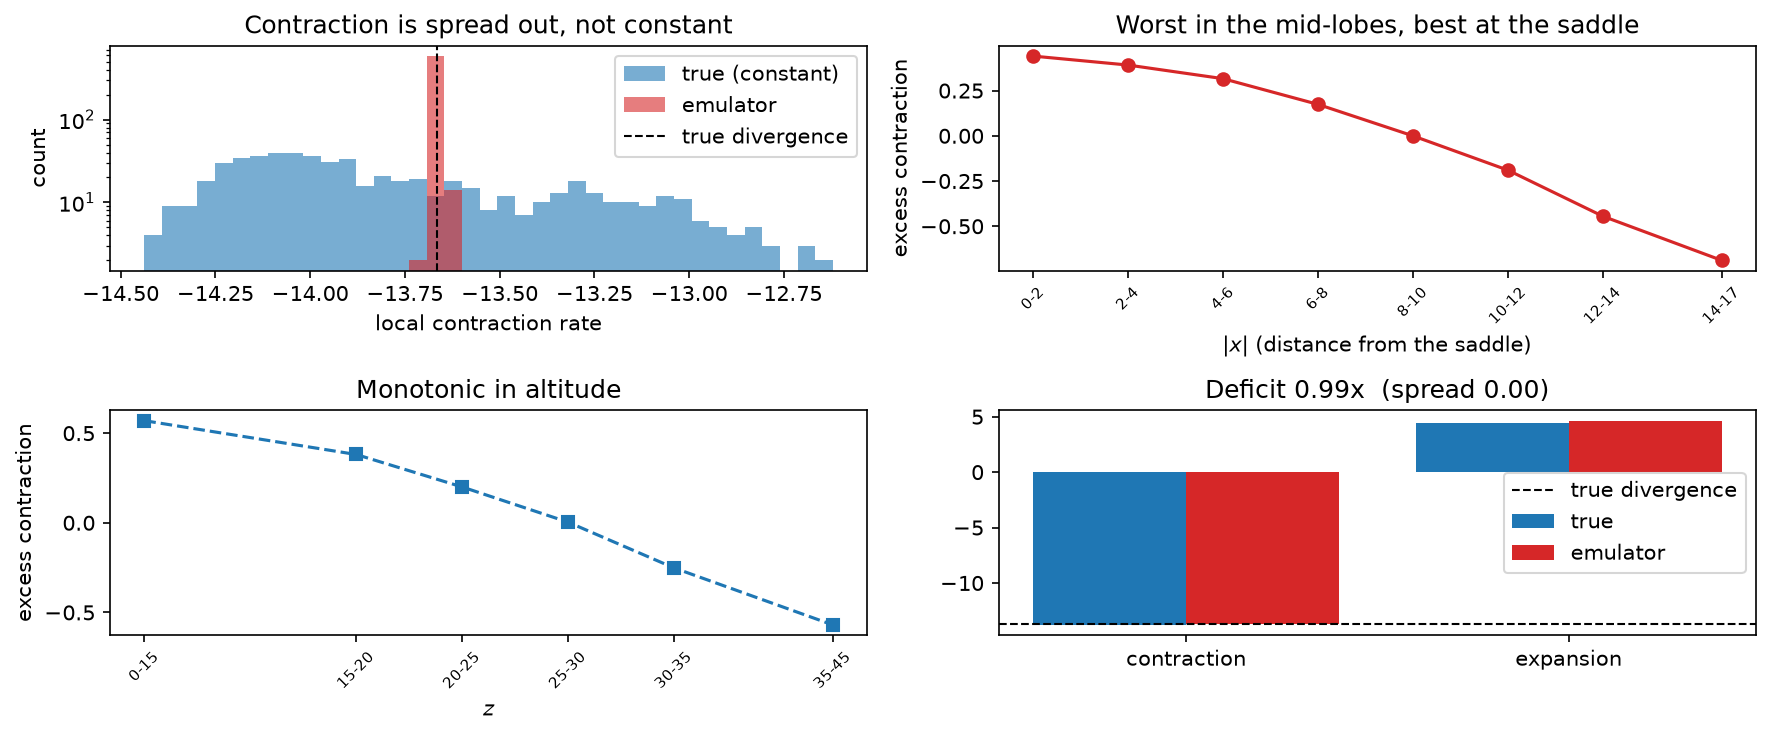 Contraction is spread out, not constant
count
10²
10¹
true (constant)
emulator
true divergence
−14.50 −14.25 −14.00 −13.75 −13.50 −13.25 −13.00 −12.75
local contraction rate
Worst in the mid-lobes, best at the saddle
excess contraction
0.25
0.00
−0.25
−0.50
0-2 2-4 4-6 6-8 8-10 10-12 12-14 14-17
|x| (distance from the saddle)
Monotonic in altitude
excess contraction
0.5
0.0
−0.5
0-15 15-20 20-25 25-30 30-35 35-45
z
Deficit 0.99x (spread 0.00)
5
0
−5
−10
true divergence
true
emulator
contraction expansion